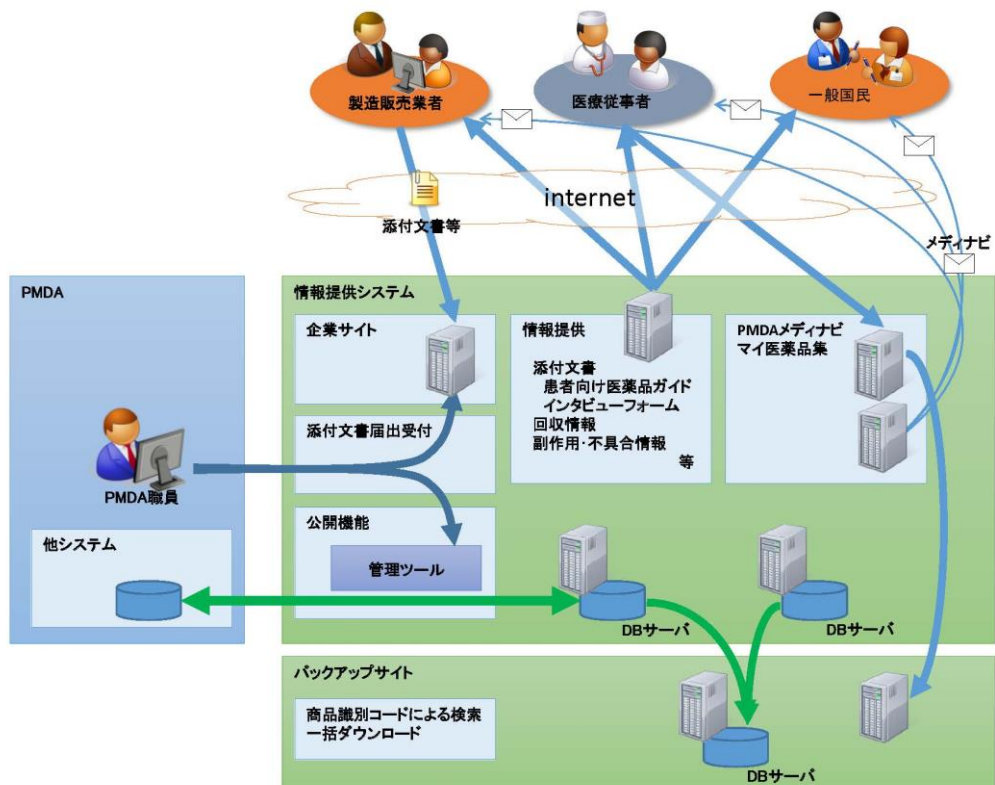 製造販売業者
医療従事者
一般国民
internet
添付文書等
メディナビ
PMDA
PMDA職員
他システム
情報提供システム
企業サイト
添付文書届出受付
公開機能
管理ツール
情報提供
添付文書
患者向け医薬品ガイド
インタビューフォーム
回収情報
副作用・不具合情報
等
PMDAメディナビ
マイ医薬品集
DBサーバ
DBサーバ
バックアップサイト
商品識別コードによる検索
一括ダウンロード
DBサーバ